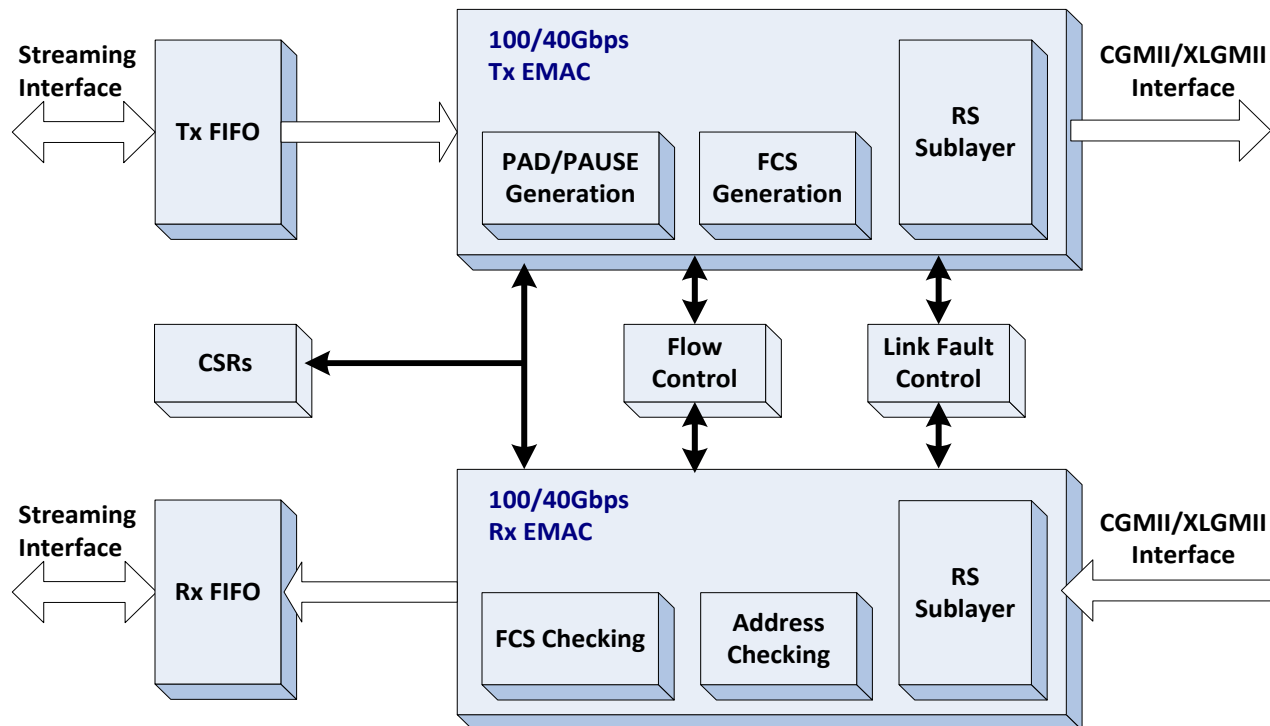 Streaming
Interface
Tx FIFO
100/40Gbps
Tx EMAC
PAD/PAUSE
Generation
FCS
Generation
RS
Sublayer
CGMII/XLGMII
Interface
CSRs
Flow
Control
Link Fault
Control
Streaming
Interface
Rx FIFO
100/40Gbps
Rx EMAC
FCS Checking
Address
Checking
RS
Sublayer
CGMII/XLGMII
Interface